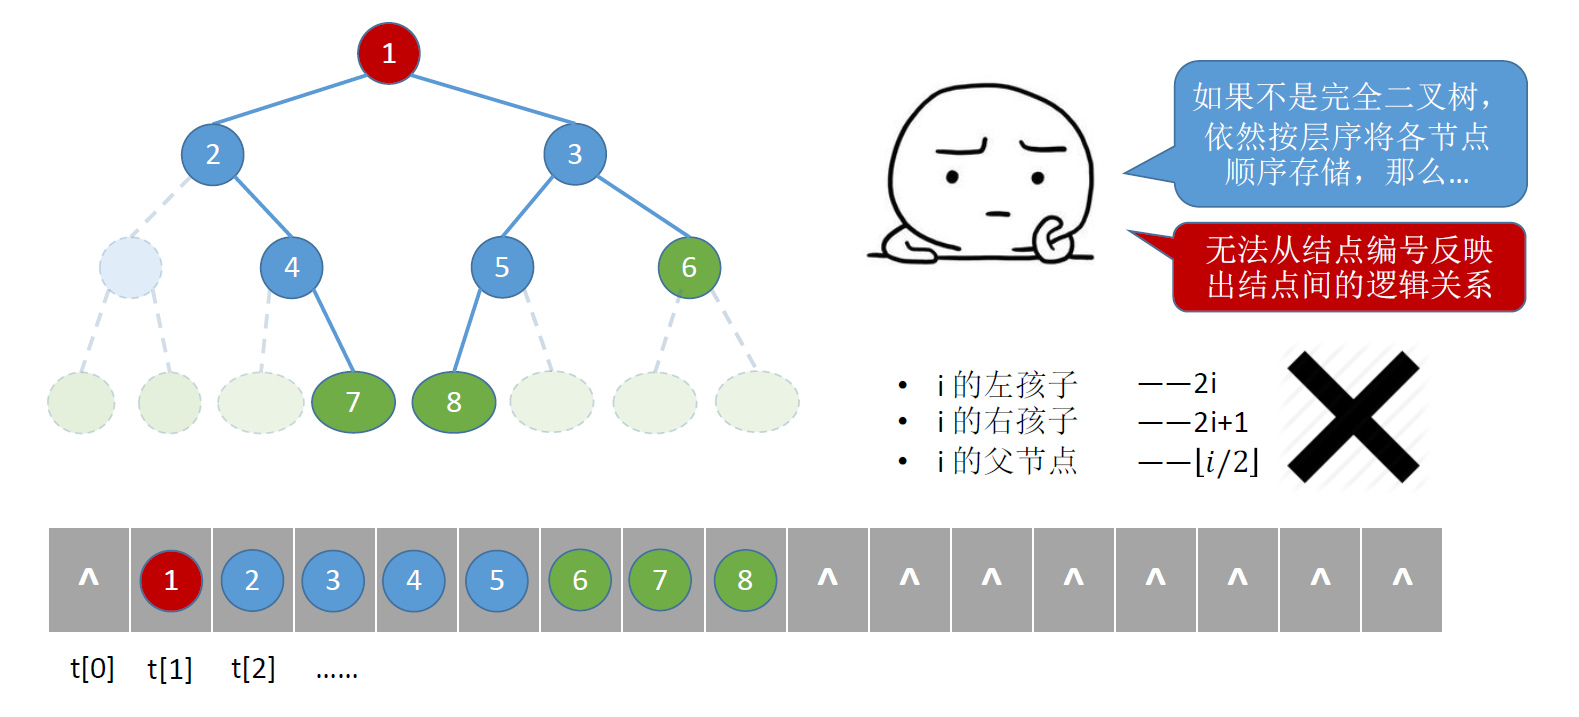 1
2
3
4
5
6
7
8
如果不是完全二叉树，
依然按层序将各节点
顺序存储，那么…
无法从结点编号反映
出结点间的逻辑关系
• i 的左孩子 ——2i
• i 的右孩子 ——2i+1
• i 的父节点 ——⌊i/2⌋
^ 1 2 3 4 5 6 7 8 ^ ^ ^ ^ ^ ^ ^ ^
t[0] t[1] t[2] ……